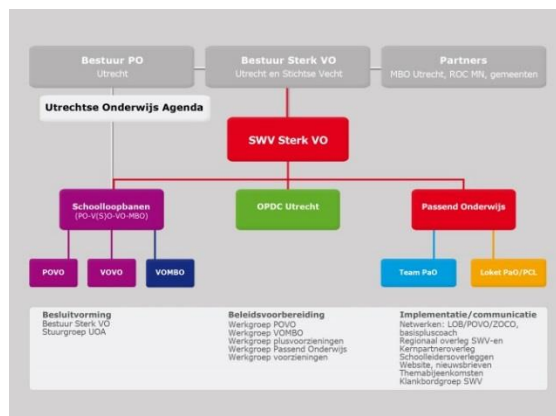 Bestuur PO
Utrecht
Bestuur Sterk VO
Utrecht en Stichtse Vecht
Partners
MBO Utrecht, ROC MN, gemeenten
Utrechtse Onderwijs Agenda
SWV Sterk VO
Schoolloopbanen
(PO-V(S)O-VO-MBO)
OPDC Utrecht
Passend Onderwijs
POVO
VOVO
VOMBO
Team PaO
Loket PaO/PCL
Besluitvorming
Bestuur Sterk VO
Stuurgroep UOA
Beleidsvoorbereiding
Werkgroep POVO
Werkgroep VOMBO
Werkgroep plusvoorzieningen
Werkgroep Passend Onderwijs
Werkgroep voorzieningen
Implementatie/communicatie
Netwerken: LOB/POVO/ZOCO,
basispluscoach
Regionaal overleg SWV-en
Kernpartneroverleg
Schoolleidersoverleggen
Website, nieuwsbrieven
Themabijeenkomsten
Klankbordgroep SWV